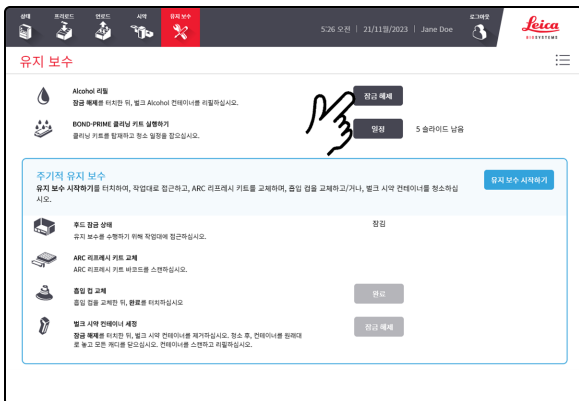 상태 프리로드 언로드 시약 유지 보수 로그아웃
5:26 오전 | 21/11월/2023 | Jane Doe
Leica
BIOSYSTEMS
유지 보수
Alcohol 리필
잠금 해제를 터치한 뒤, 벌크 Alcohol 컨테이너를 리필하십시오.
잠금 해제
BOND-PRIME 클리닝 키트 실행하기
클리닝 키트를 탑재하고 청소 일정을 잡으십시오.
일정
5 슬라이드 남음
주기적 유지 보수
유지 보수 시작하기를 터치하여, 작업대로 접근하고, ARC 리프레시 키트를 교체하며, 흡입 컵을 교체하고/거나, 벌크 시약 컨테이너를 청소하십
시오.
유지 보수 시작하기
후드 잠금 상태
유지 보수를 수행하기 위해 작업대에 접근하십시오.
잠김
ARC 리프레시 키트 교체
ARC 리프레시 키트 바코드를 스캔하십시오.
흡입 컵 교체
흡입 컵을 교체한 뒤, 완료를 터치하십시오
완료
벌크 시약 컨테이너 세정
잠금 해제를 터치한 뒤, 벌크 시약 컨테이너를 제거하십시오. 청소 후, 컨테이너를 원래대
로 놓고 모든 캐디를 닫으십시오. 컨테이너를 스캔하고 리필하십시오.
잠금 해제